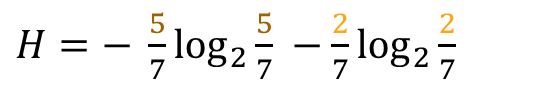 H = − 5/7 log₂ 5/7 − 2/7 log₂ 2/7